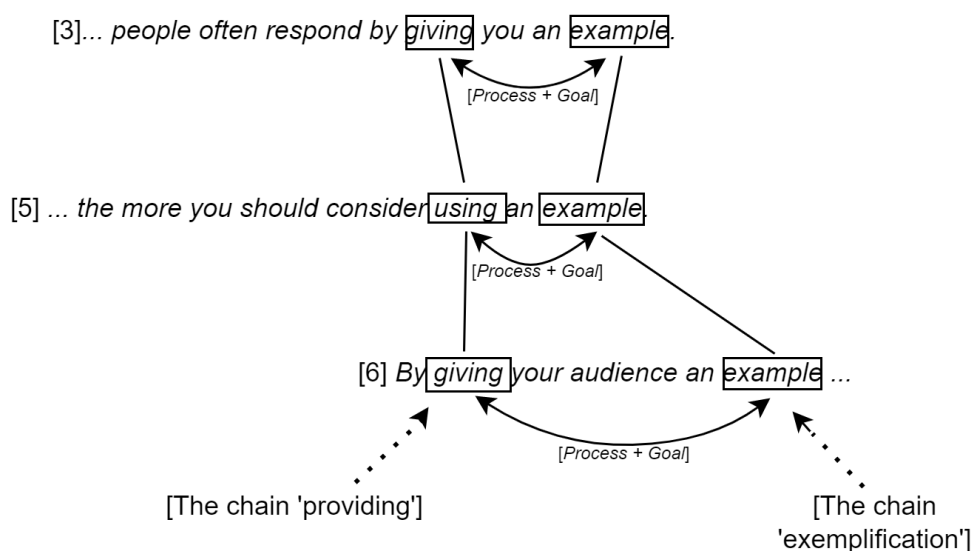 [3]... people often respond by giving you an example.
[Process + Goal]
[5] ... the more you should consider using an example.
[Process + Goal]
[6] By giving your audience an example ...
[Process + Goal]
[The chain 'providing']
[The chain
'exemplification']